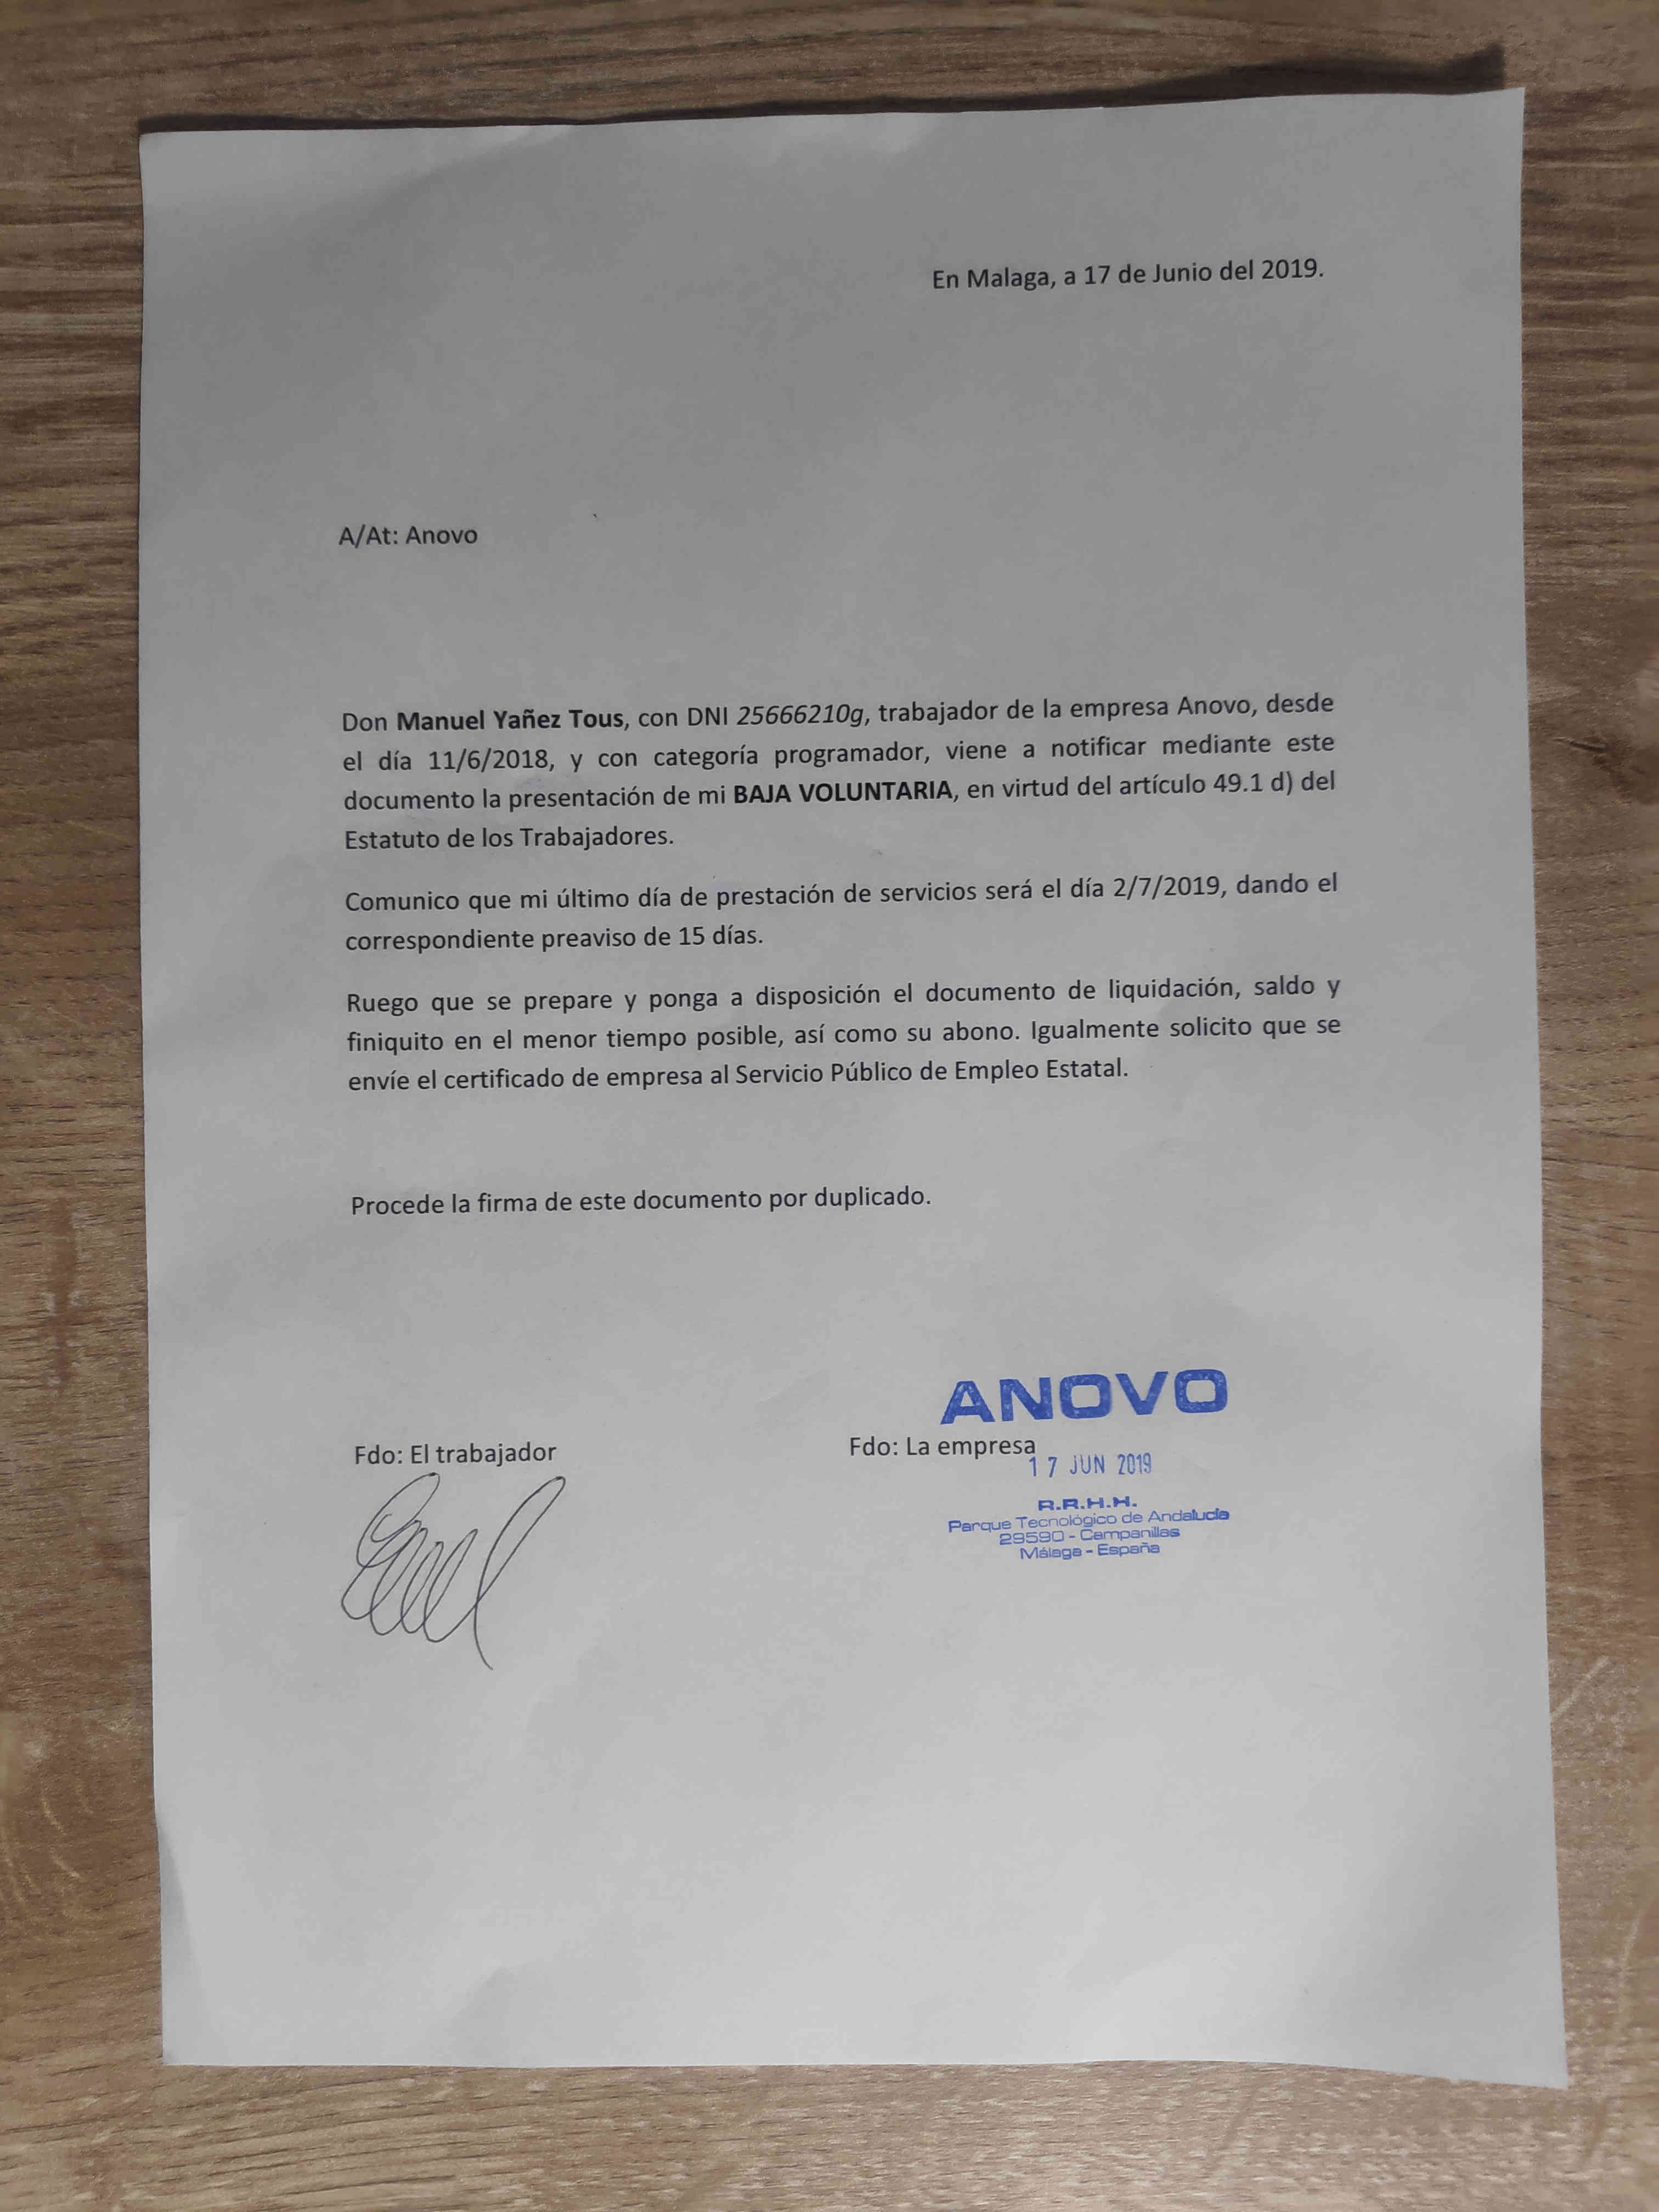 En Malaga, a 17 de Junio del 2019.
A/At: Anovo
Don Manuel Yañez Tous, con DNI 25666210g, trabajador de la empresa Anovo, desde
el día 11/6/2018, y con categoría programador, viene a notificar mediante este
documento la presentación de mi BAJA VOLUNTARIA, en virtud del artículo 49.1 d) del
Estatuto de los Trabajadores.
Comunico que mi último día de prestación de servicios será el día 2/7/2019, dando el
correspondiente preaviso de 15 días.
Ruego que se prepare y ponga a disposición el documento de liquidación, saldo y
finiquito en el menor tiempo posible, así como su abono. Igualmente solicito que se
envíe el certificado de empresa al Servicio Público de Empleo Estatal.
Procede la firma de este documento por duplicado.
Fdo: El trabajador
ANOVO
Fdo: La empresa
17 JUN 2019
R.R.H.H.
Parque Tecnológico de Andalucía
29590 - Campanillas
Málaga - España